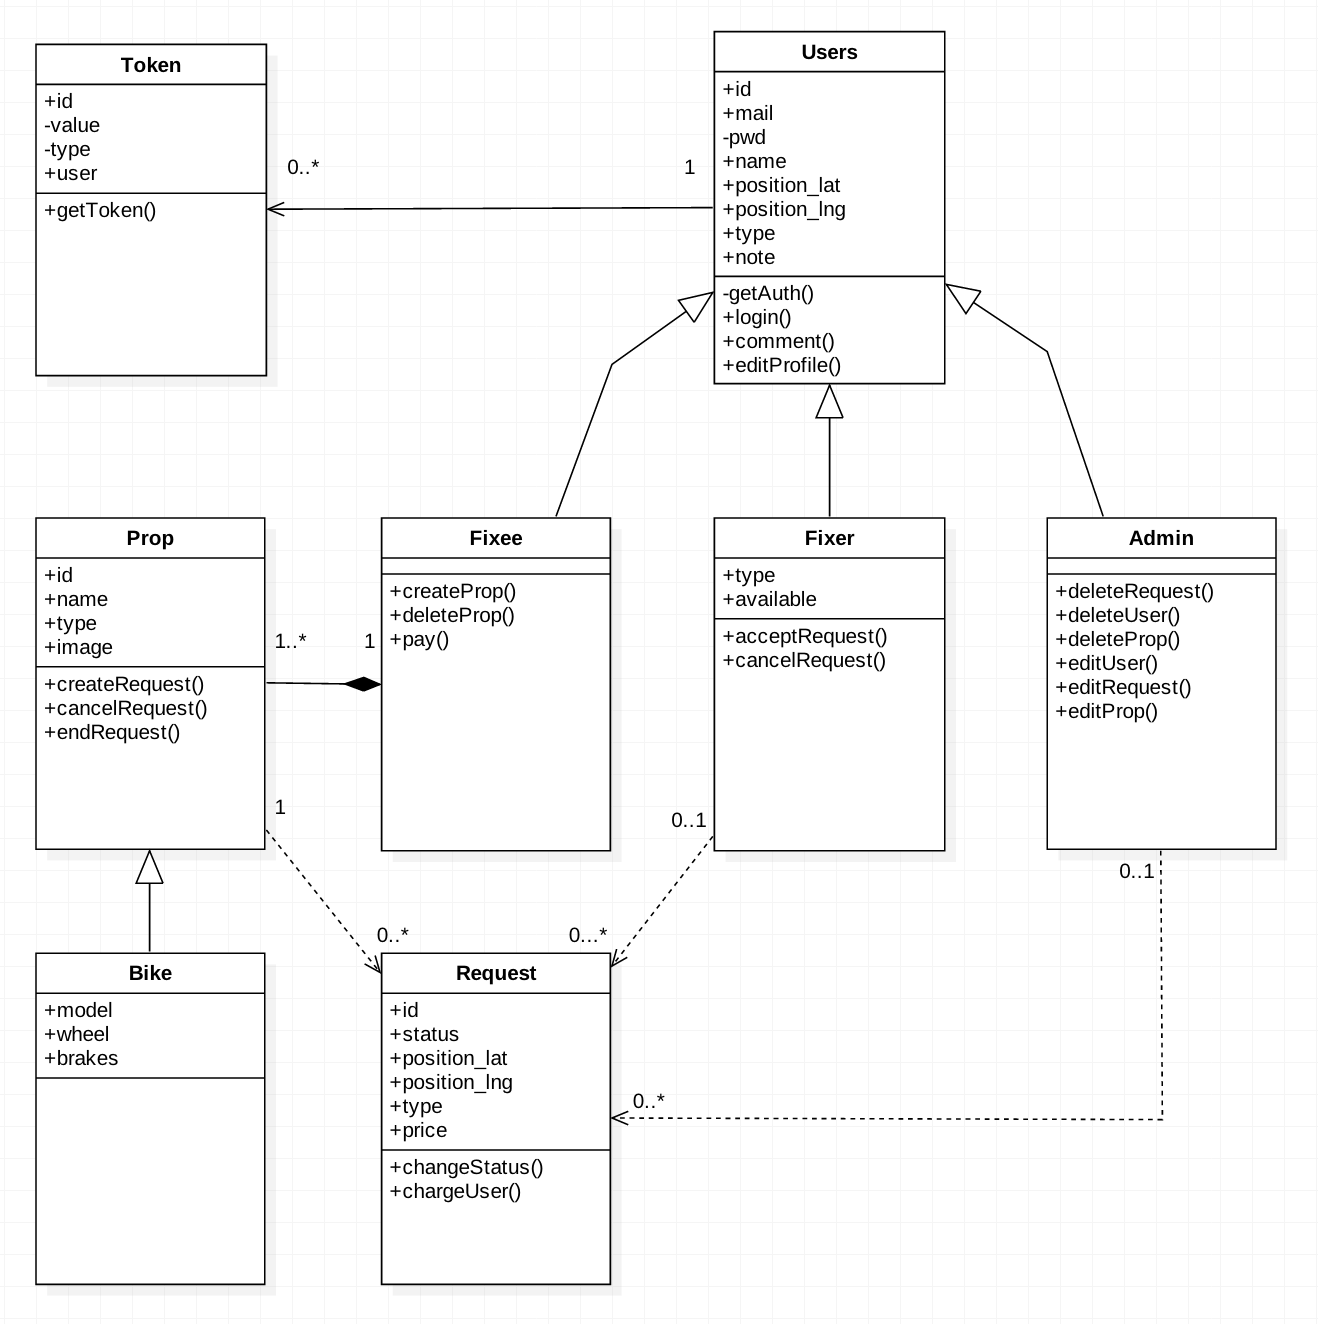 Token
+id
-value
-type
+user
+getToken()
0..*
1
Users
+id
+mail
-pwd
+name
+position_lat
+position_lng
+type
+note
-getAuth()
+login()
+comment()
+editProfile()
Prop
+id
+name
+type
+image
+createRequest()
+cancelRequest()
+endRequest()
1..*
1
Fixee
+createProp()
+deleteProp()
+pay()
Fixer
+type
+available
+acceptRequest()
+cancelRequest()
Admin
+deleteRequest()
+deleteUser()
+deleteProp()
+editUser()
+editRequest()
+editProp()
1
0..*
0..1
0...*
0..1
0..*
Bike
+model
+wheel
+brakes
Request
+id
+status
+position_lat
+position_lng
+type
+price
+changeStatus()
+chargeUser()